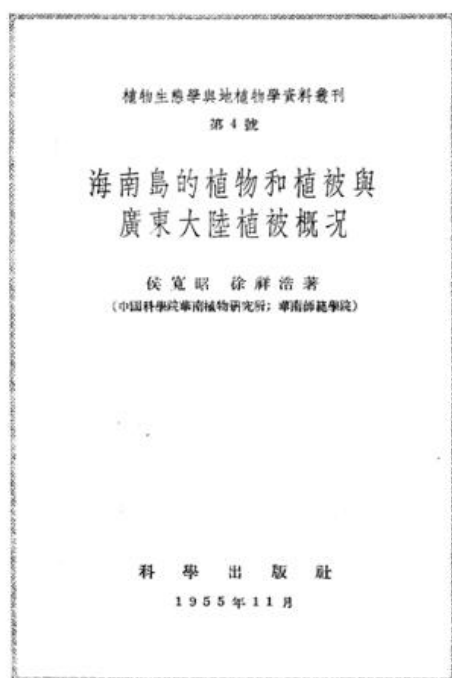 植物生態學與地植物學資料叢刊
第4號
海南島的植物和植被與
廣東大陸植被概況
侯寬昭 徐祥浩著
(中国科學院華南植物研究所; 華南師範學院)
科學出版社
1955年11月